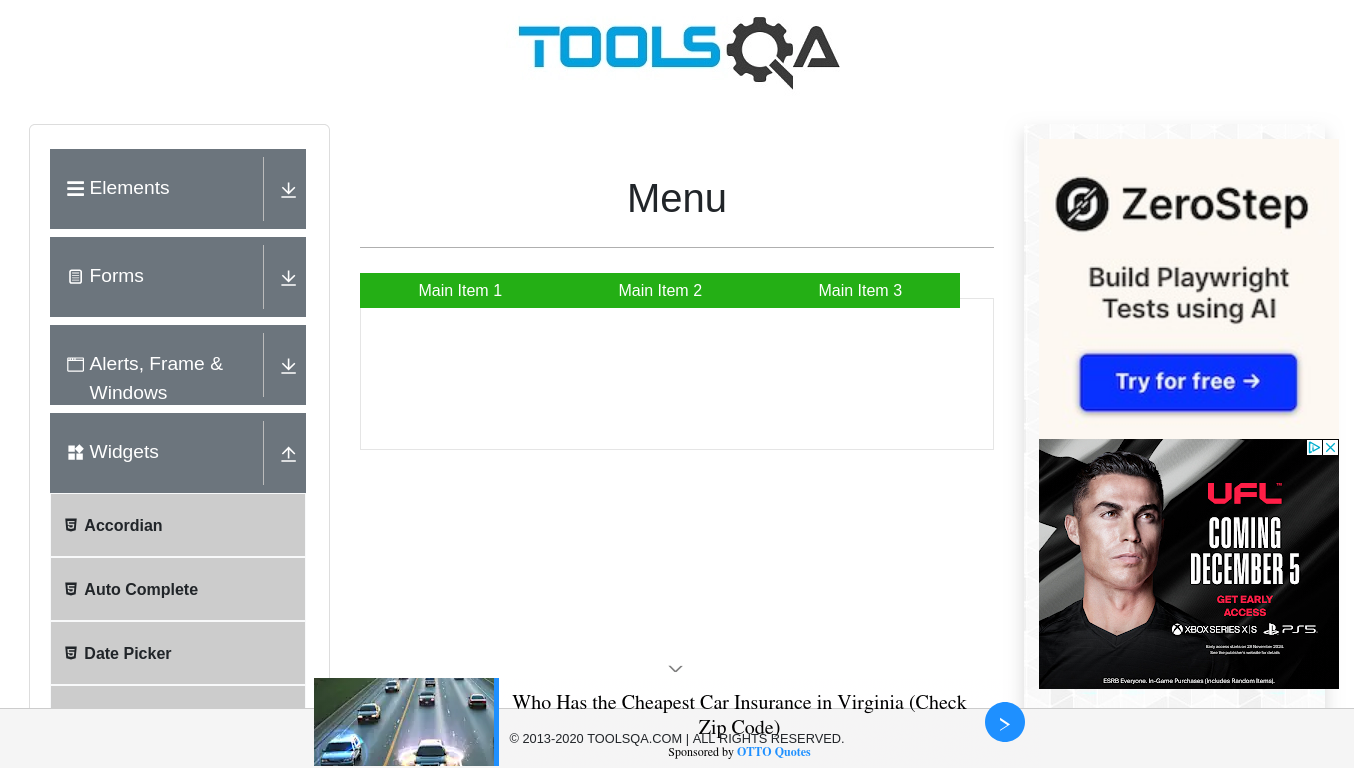 TOOLSQA
Elements
Forms
Alerts, Frame &
Windows
Widgets
Accordian
Auto Complete
Date Picker
Menu
Main Item 1
Main Item 2
Main Item 3
ZeroStep
Build Playwright
Tests using AI
Try for free →
UFL™
COMING
DECEMBER 5
GET EARLY
ACCESS
XBOX SERIES X|S PS5
ESRB Everyone. In-Game Purchases (Includes Random Items).
Who Has the Cheapest Car Insurance in Virginia (Check
Zip Code)
© 2013-2020 TOOLSQA.COM | ALL RIGHTS RESERVED.
Sponsored by OTTO Quotes